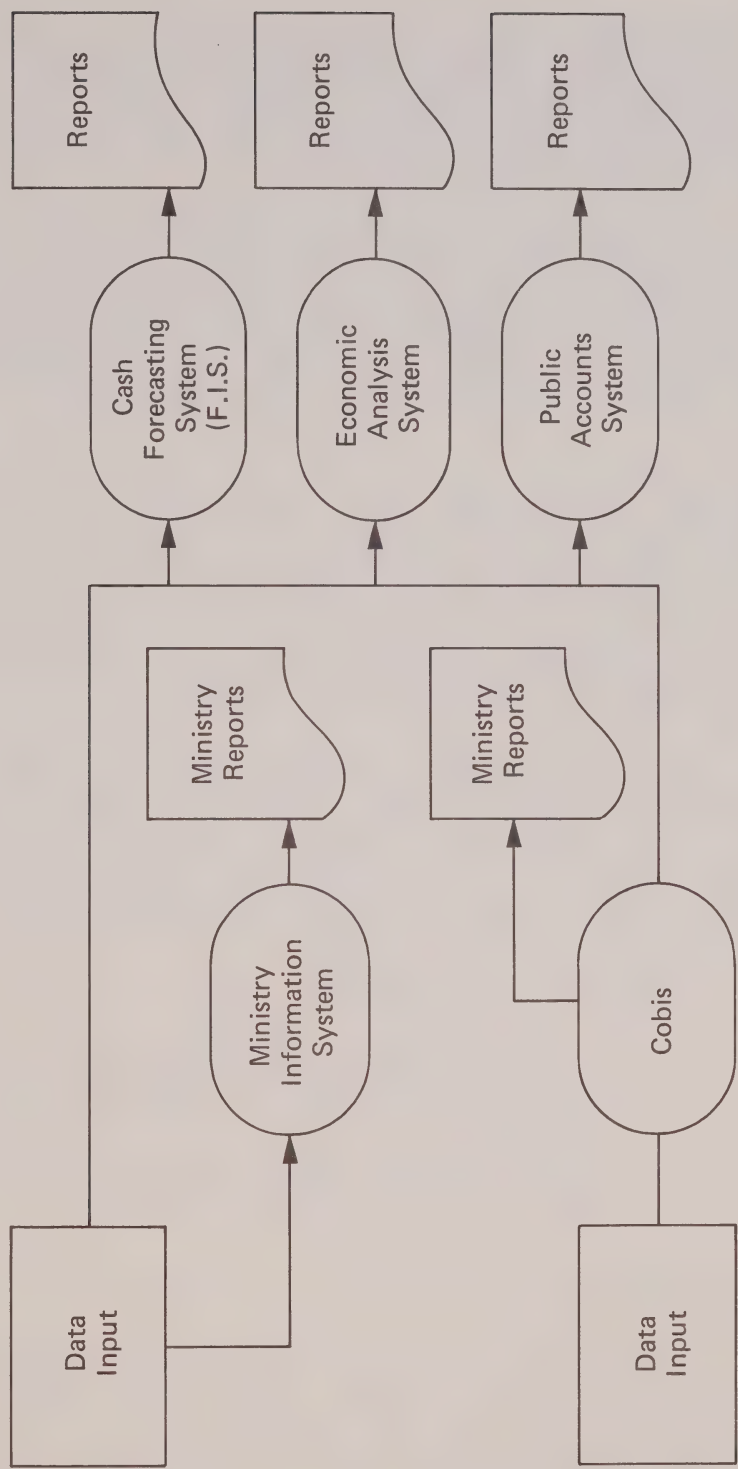 Data
Input
Ministry
Information
System
Ministry
Reports
Cash
Forecasting
System
(F.I.S.)
Reports
Economic
Analysis
System
Reports
Data
Input
Cobis
Ministry
Reports
Public
Accounts
System
Reports